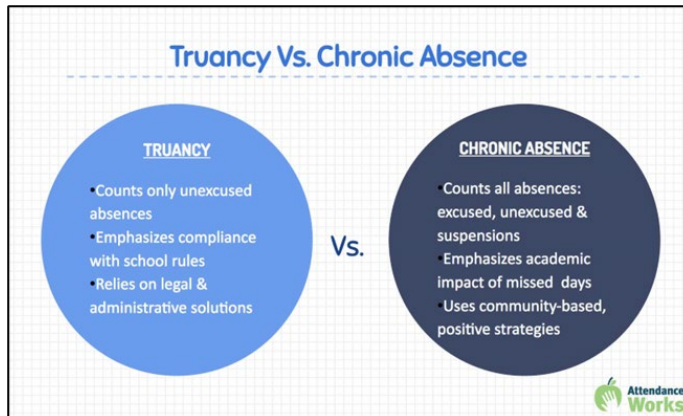 Truancy Vs. Chronic Absence
TRUANCY
•Counts only unexcused
absences
•Emphasizes compliance
with school rules
•Relies on legal &
administrative solutions
Vs.
CHRONIC ABSENCE
•Counts all absences:
excused, unexcused &
suspensions
•Emphasizes academic
impact of missed days
•Uses community-based,
positive strategies
Attendance
Works